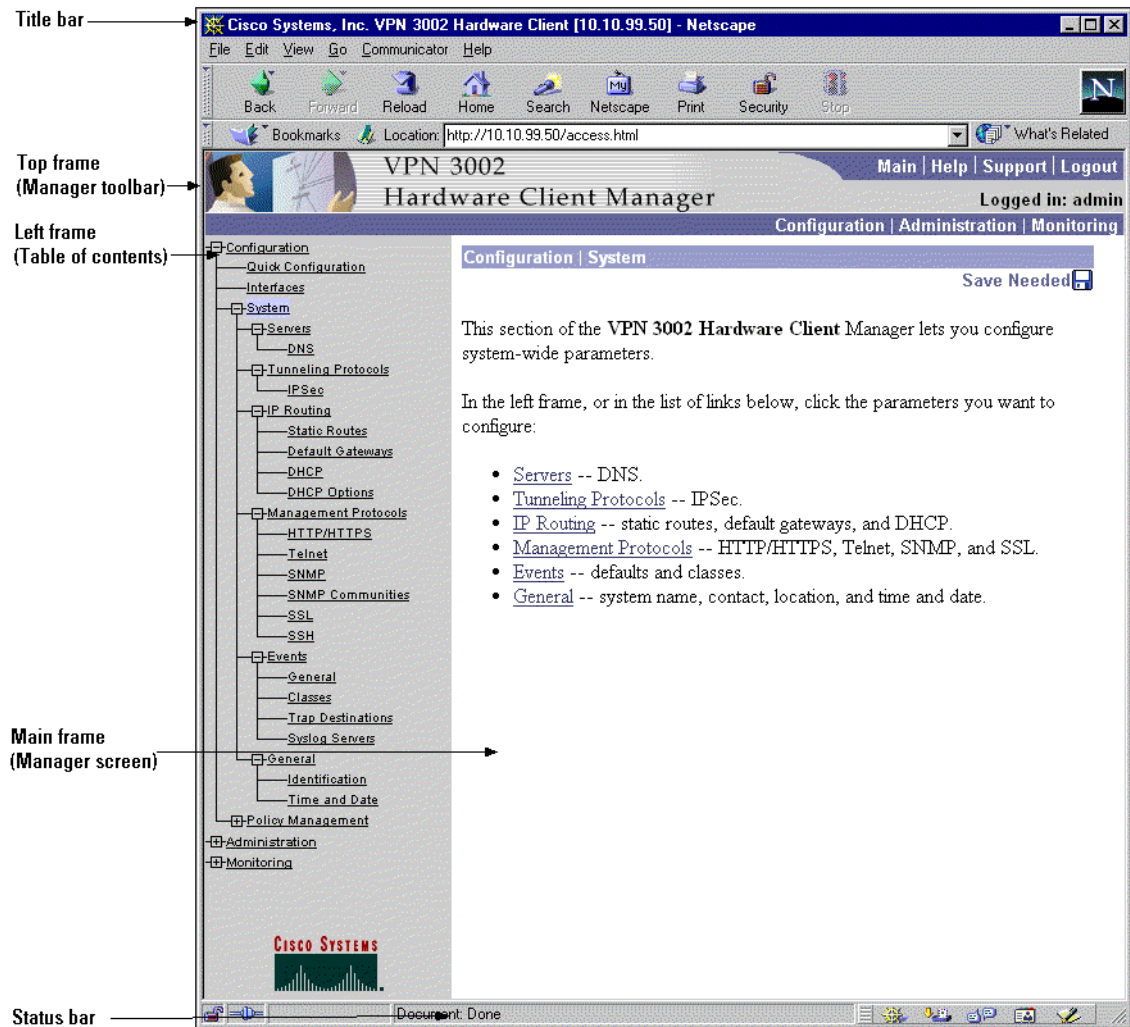 Title bar
Cisco Systems, Inc. VPN 3002 Hardware Client [10.10.99.50] - Netscape
File Edit View Go Communicator Help
Back Forward Reload Home Search Netscape Print Security Stop
My
N
Bookmarks Location: http://10.10.99.50/access.html What's Related
Top frame
(Manager toolbar)
VPN 3002
Hardware Client Manager
Main | Help | Support | Logout
Logged in: admin
Configuration | Administration | Monitoring
Left frame
(Table of contents)
Configuration
Quick Configuration
Interfaces
System
Servers
DNS
Tunneling Protocols
IPSec
IP Routing
Static Routes
Default Gateways
DHCP
DHCP Options
Management Protocols
HTTP/HTTPS
Telnet
SNMP
SNMP Communities
SSL
SSH
Events
General
Classes
Trap Destinations
Syslog Servers
General
Identification
Time and Date
Policy Management
Administration
Monitoring
CISCO SYSTEMS
Configuration | System
Save Needed
This section of the VPN 3002 Hardware Client Manager lets you configure
system-wide parameters.
In the left frame, or in the list of links below, click the parameters you want to
configure:
• Servers -- DNS.
• Tunneling Protocols -- IPSec.
• IP Routing -- static routes, default gateways, and DHCP.
• Management Protocols -- HTTP/HTTPS, Telnet, SNMP, and SSL.
• Events -- defaults and classes.
• General -- system name, contact, location, and time and date.
Main frame
(Manager screen)
Status bar
Document: Done